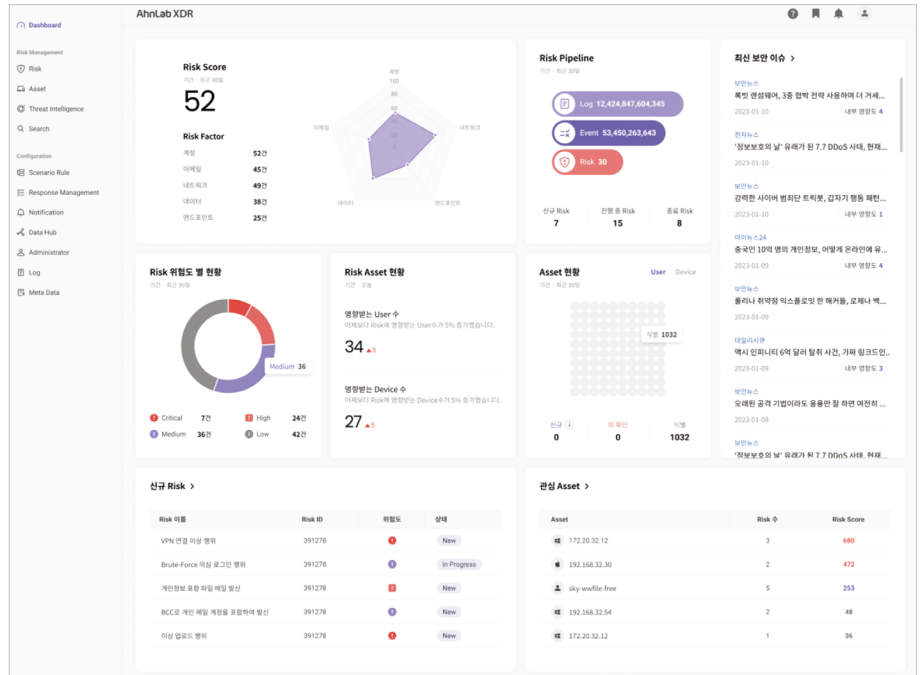 AhnLab XDR
Dashboard
Risk Management
Risk
Asset
Threat Intelligence
Search
Configuration
Scenario Rule
Response Management
Notification
Data Hub
Administrator
Log
Meta Data
Risk Score
기간 · 최근 30일
52
Risk Factor
계정 52건
이메일 45건
네트워크 49건
데이터 38건
엔드포인트 25건
계정
100
80
60
40
20
0
이메일
네트워크
데이터
엔드포인트
Risk Pipeline
기간 · 최근 30일
Log 12,424,847,604,345
Event 53,450,263,643
Risk 30
신규 Risk 진행 중 Risk 종료 Risk
7 15 8
최신 보안 이슈 >
보안뉴스
록빗 랜섬웨어, 3중 협박 전략 사용하며 더 거세...
2023-01-10 내부 영향도 4
전자뉴스
‘정보보호의 날’ 유래가 된 7.7 DDoS 사태, 현재...
2023-01-10
보안뉴스
강력한 사이버 범죄단 트릭봇, 갑자기 행동 패턴...
2023-01-10 내부 영향도 1
아이뉴스24
중국인 10억 명의 개인정보, 어떻게 온라인에 유...
2023-01-09 내부 영향도 4
보안뉴스
폴리나 취약점 익스플로잇 한 해커들, 로제나 백...
2023-01-09
데일리시큐
액시 인피니티 6억 달러 탈취 사건, 가짜 링크드인..
2023-01-09 내부 영향도 3
보안뉴스
오래된 공격 기법이라도 응용만 잘 하면 여전히 ...
2023-01-08
보안뉴스
‘정보보호의 날’ 유래가 된 7.7 DDoS 사태, 현재...
Risk 위험도 별 현황
기간 · 최근 30일
Medium 36
Critical 7건 High 24건
Medium 36건 Low 42건
Risk Asset 현황
기간 · 오늘
영향받는 User 수
어제보다 Risk에 영향받는 User수가 5% 증가했습니다.
34 ▲5
영향받는 Device 수
어제보다 Risk에 영향받는 Device수가 5% 증가했습니다.
27 ▲5
Asset 현황 User Device
기간 · 최근 30일
식별 1032
신규 미 확인 식별
0 0 1032
신규 Risk >
Risk 이름 Risk ID 위험도 상태
VPN 연결 이상 행위 391278 New
Brute-Force 의심 로그인 행위 391278 In Progress
개인정보 포함 파일 메일 발신 391278 New
BCC로 개인 메일 계정을 포함하여 발신 391278 New
이상 업로드 행위 391278 New
관심 Asset >
Asset Risk 수 Risk Score
172.20.32.12 3 680
192.168.32.30 2 472
sky-wwfile-free 5 253
192.168.32.54 2 48
172.20.32.12 1 36